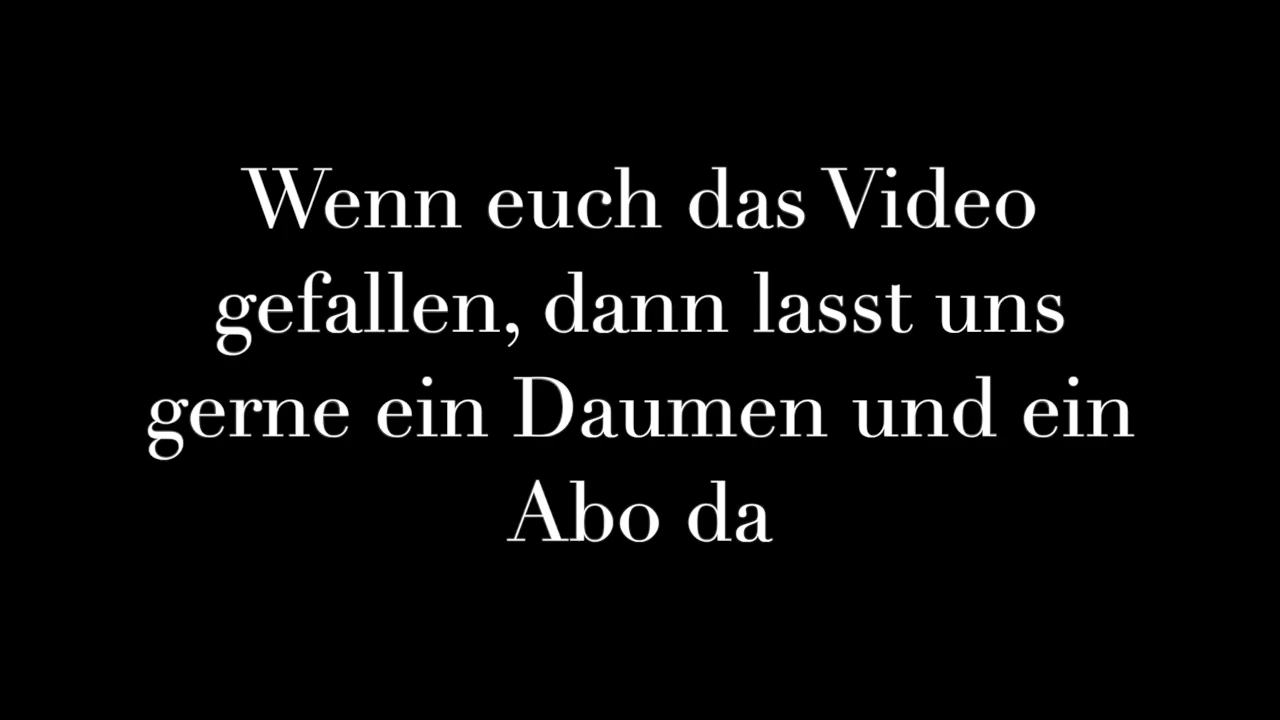 Wenn euch das Video
gefallen, dann lasst uns
gerne ein Daumen und ein
Abo da